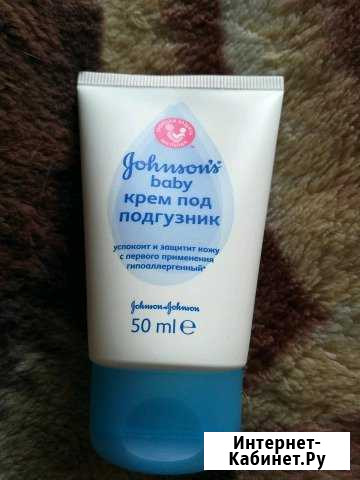 Johnson's
baby
крем под
подгузник
успокоит и защитит кожу
с первого применения
гипоаллергенный*
Johnson & Johnson
50 ml e
Интернет-
Кабинет.Ру